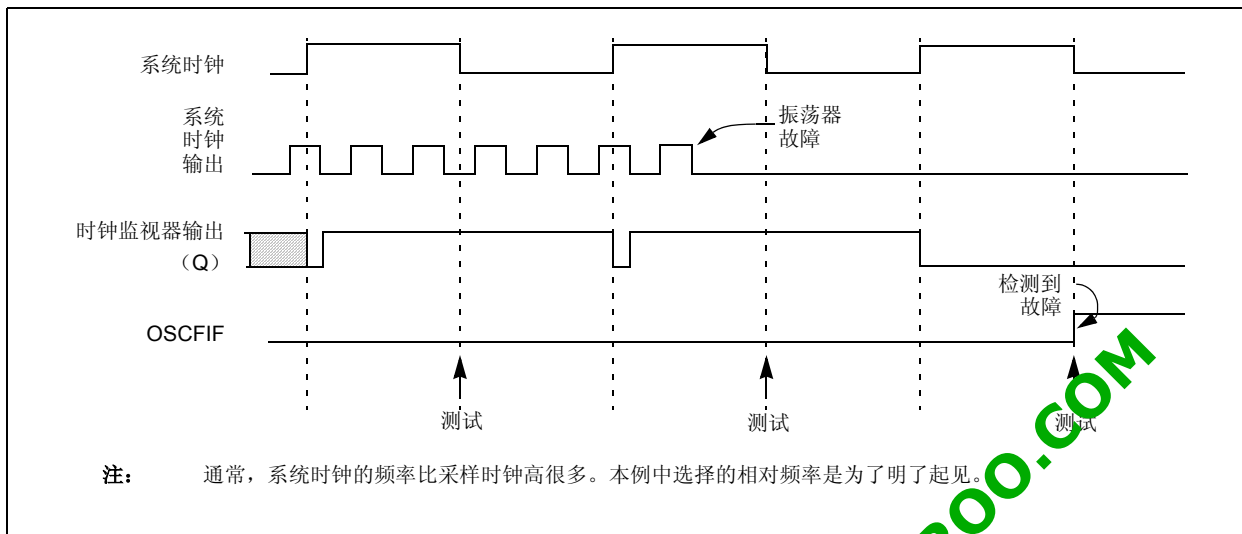 系统时钟
系统
时钟
输出
振荡器
故障
时钟监视器输出
（Q）
检测到
故障
OSCFIF
测试
测试
测试
注： 通常，系统时钟的频率比采样时钟高很多。本例中选择的相对频率是为了明了起见。
OO.COM